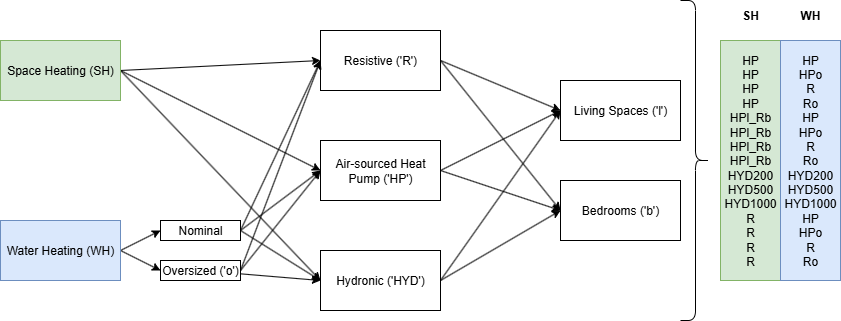 Space Heating (SH)
Water Heating (WH)
Nominal
Oversized ('o')
Resistive ('R')
Air-sourced Heat
Pump ('HP')
Hydronic ('HYD')
Living Spaces ('l')
Bedrooms ('b')
SH WH
HP HP
HP HPo
HP R
HP Ro
HPl_Rb HP
HPl_Rb HPo
HPl_Rb R
HPl_Rb Ro
HYD200 HYD200
HYD500 HYD500
HYD1000 HYD1000
R HP
R HPo
R R
R Ro